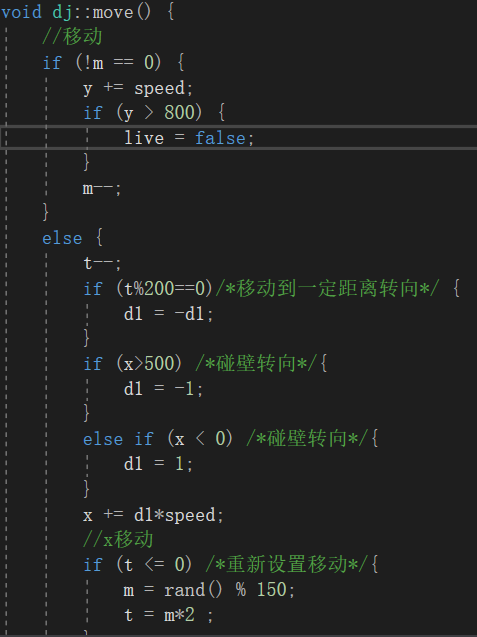 void dj::move() {
//移动
if (!m == 0) {
y += speed;
if (y > 800) {
live = false;
}
m--;
}
else {
t--;
if (t%200==0)/*移动到一定距离转向*/ {
dl = -dl;
}
if (x>500) /*碰壁转向*/{
dl = -1;
}
else if (x < 0) /*碰壁转向*/{
dl = 1;
}
x += dl*speed;
//x移动
if (t <= 0) /*重新设置移动*/{
m = rand() % 150;
t = m*2 ;
}